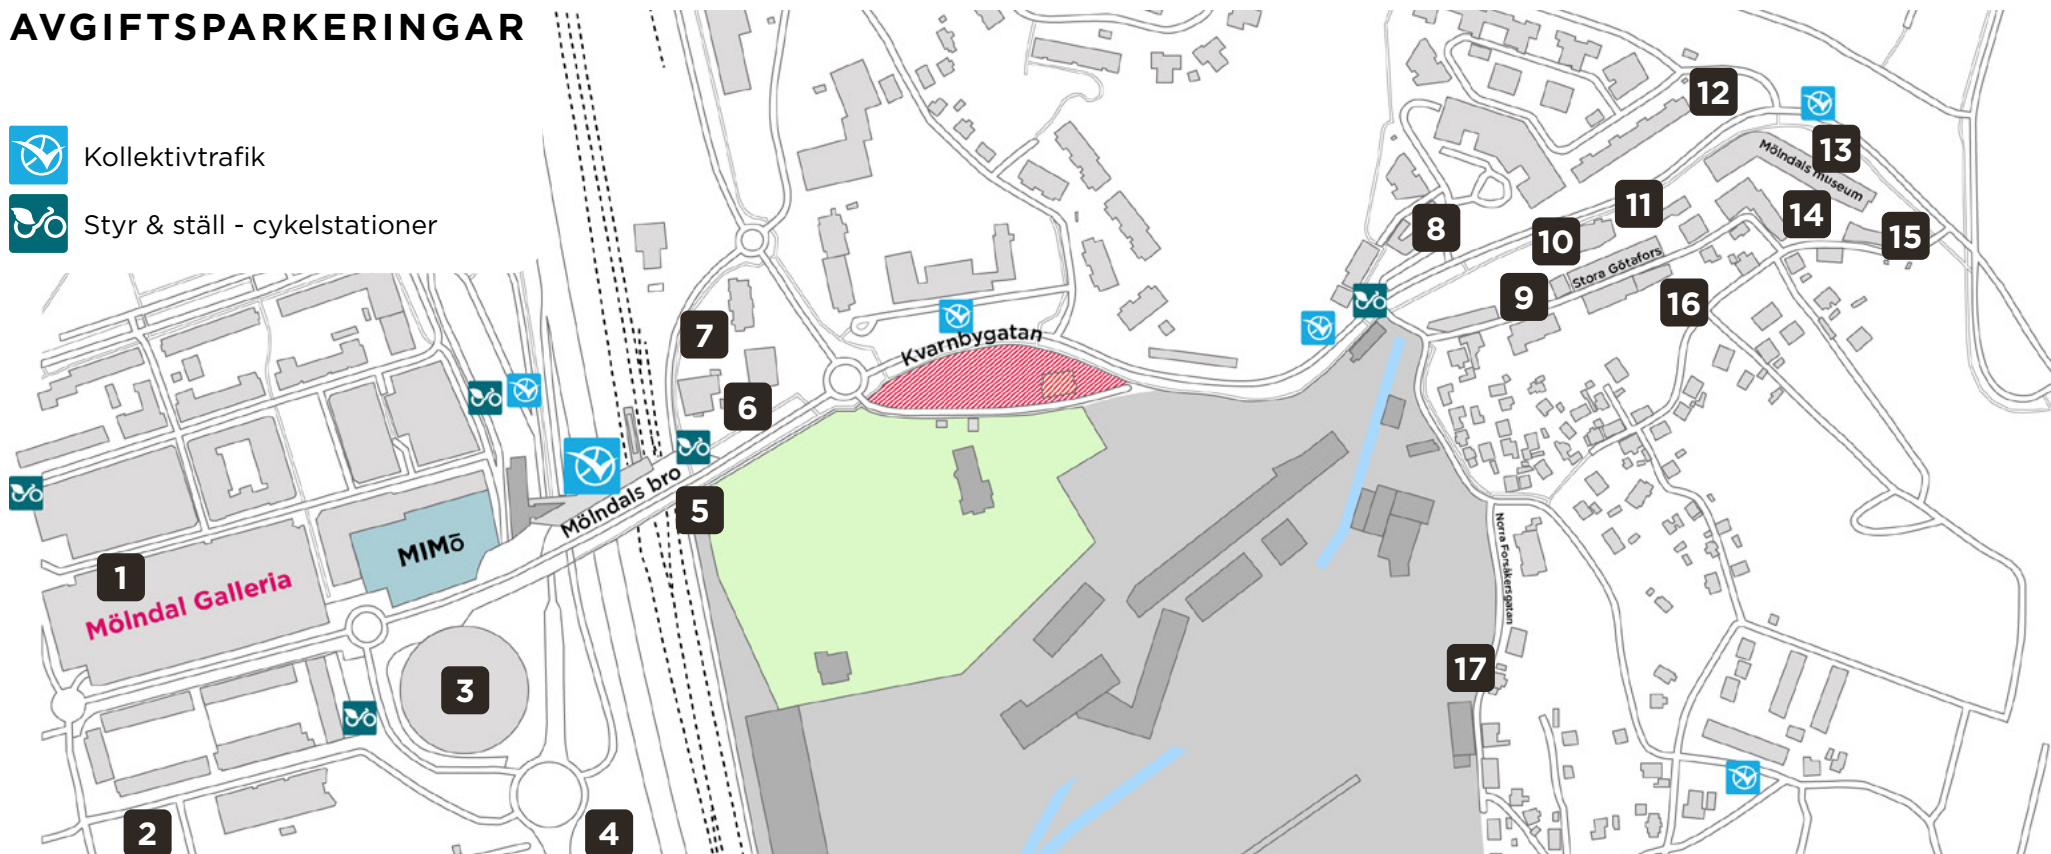 AVGIFTSPARKERINGAR
Kollektivtrafik
Styr & ställ - cykelstationer
12
13
Mölndals museum
11
14
8
10
15
Stora Götafors
9
16
7
Kvarnbygatan
6
Mölndals bro
5
MIMō
1
Mölndal Galleria
Norra Forsåkersgatan
17
3
2
4